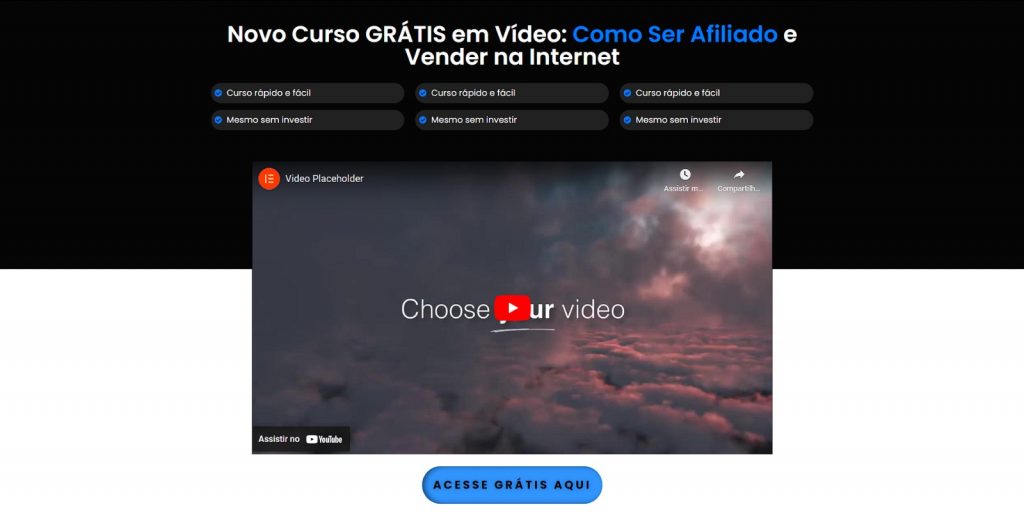 Novo Curso GRÁTIS em Vídeo: Como Ser Afiliado e
Vender na Internet
Curso rápido e fácil
Curso rápido e fácil
Curso rápido e fácil
Mesmo sem investir
Mesmo sem investir
Mesmo sem investir
Video Placeholder
Assistir m...
Compartilh...
Choose your video
Assistir no YouTube
ACESSE GRÁTIS AQUI